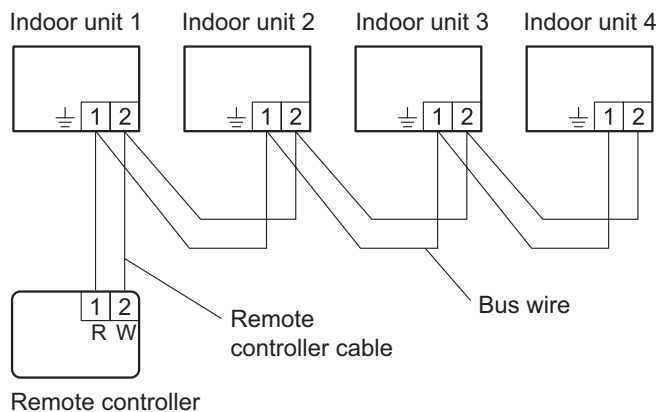 Indoor unit 1 Indoor unit 2 Indoor unit 3 Indoor unit 4
1 2 1 2 1 2 1 2
1 2
R W
Remote
controller cable
Bus wire
Remote controller